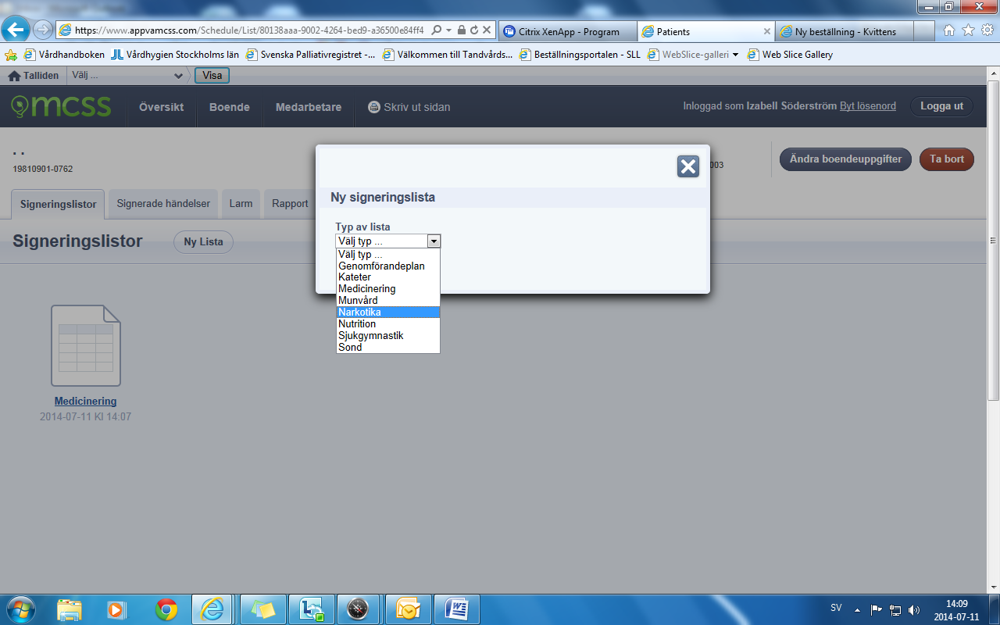 https://www.appvamcss.com/Schedule/List/80138aaa-9002-4264-bed9-a36500e84ff4
Citrix XenApp - Program
Patients
Ny beställning - Kvittens
Vårdhandboken
Vårdhygien Stockholms län
Svenska Palliativregistret -...
Välkommen till Tandvårds...
Beställningsportalen - SLL
WebSlice-galleri
Web Slice Gallery
Talliden
Välj ...
Visa
mcss
Översikt
Boende
Medarbetare
Skriv ut sidan
Inloggad som Izabell Söderström Byt lösenord
Logga ut
. .
19810901-0762
003
Ändra boendeuppgifter
Ta bort
Signeringslistor
Signerade händelser
Larm
Rapport
Signeringslistor
Ny Lista
Ny signeringslista
Typ av lista
Välj typ ...
Välj typ ...
Genomförandeplan
Kateter
Medicinering
Munvård
Narkotika
Nutrition
Sjukgymnastik
Sond
Medicinering
2014-07-11 Kl 14:07
SV
14:09
2014-07-11